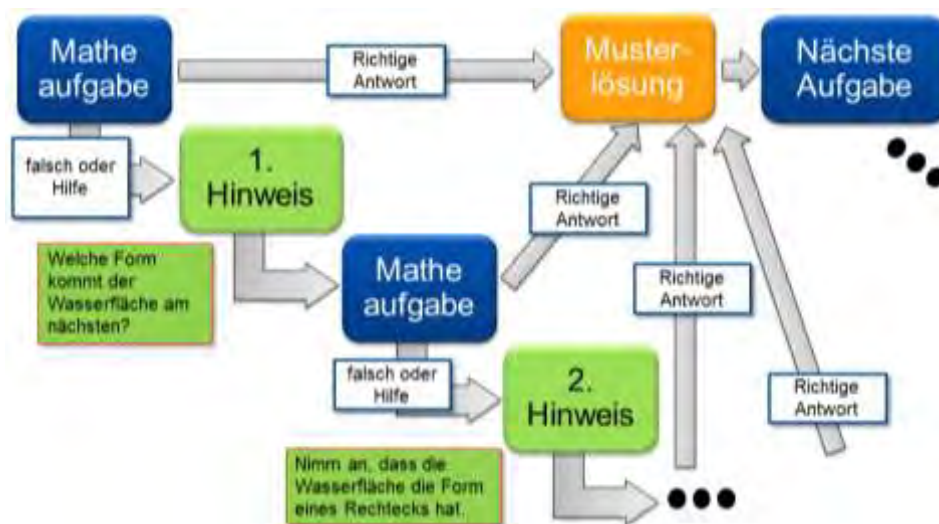 Mathe
aufgabe
Richtige
Antwort
Muster-
lösung
Nächste
Aufgabe
falsch oder
Hilfe
1.
Hinweis
Richtige
Antwort
Welche Form
kommt der
Wasserfläche am
nächsten?
Mathe
aufgabe
Richtige
Antwort
falsch oder
Hilfe
2.
Hinweis
Richtige
Antwort
Nimm an, dass die
Wasserfläche die Form
eines Rechtecks hat.